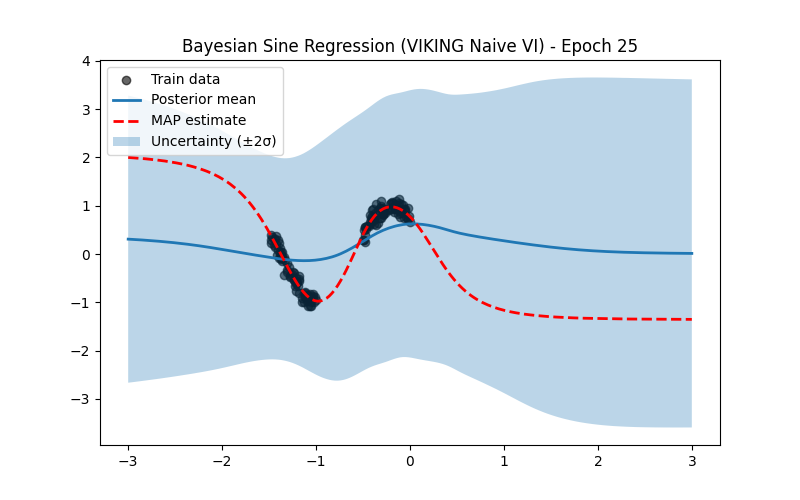 Bayesian Sine Regression (VIKING Naive VI) - Epoch 25
Train data
Posterior mean
MAP estimate
Uncertainty (±2σ)
4
3
2
1
0
−1
−2
−3
−3 −2 −1 0 1 2 3